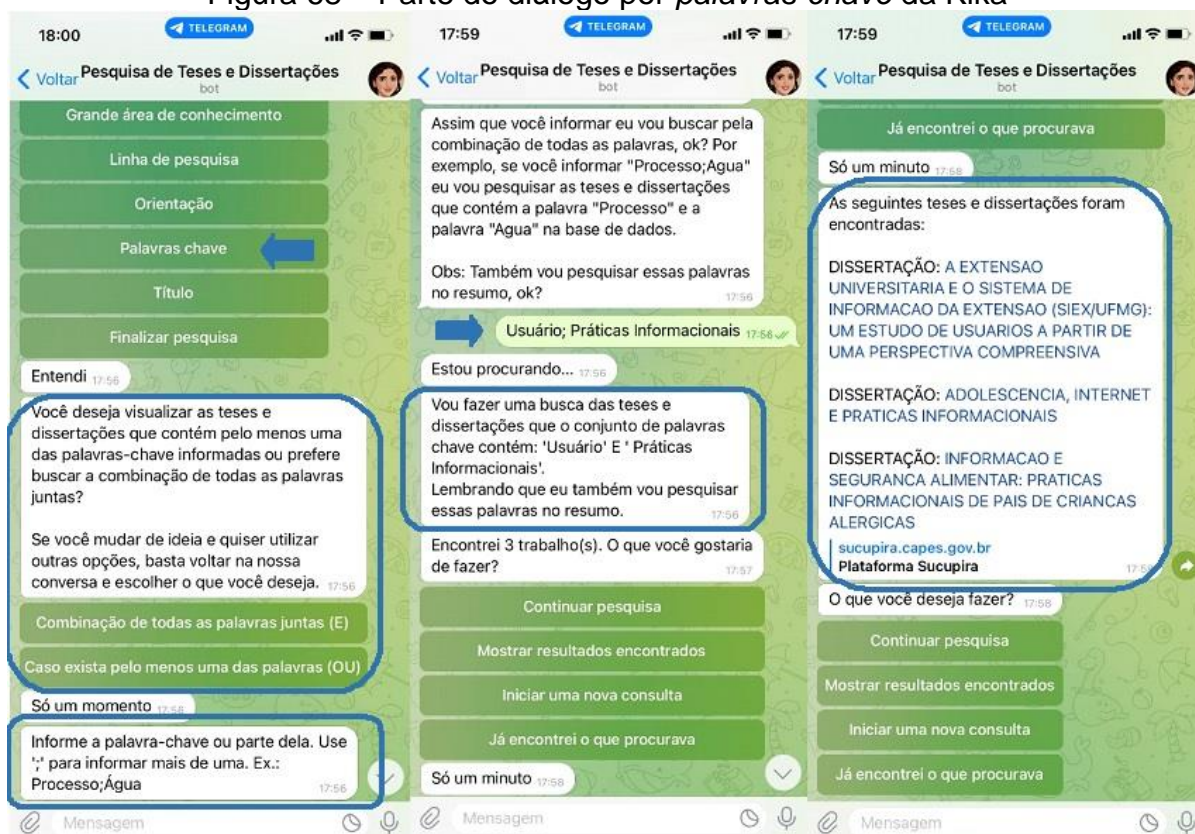 Figura 68 – Parte do diálogo por palavras-chave da Kika
18:00
TELEGRAM
Voltar
Pesquisa de Teses e Dissertações
bot
Grande área de conhecimento
Linha de pesquisa
Orientação
Palavras chave
Título
Finalizar pesquisa
Entendi 17:56
Você deseja visualizar as teses e
dissertações que contém pelo menos uma
das palavras-chave informadas ou prefere
buscar a combinação de todas as palavras
juntas?
Se você mudar de ideia e quiser utilizar
outras opções, basta voltar na nossa
conversa e escolher o que você deseja. 17:56
Combinação de todas as palavras juntas (E)
Caso exista pelo menos uma das palavras (OU)
Só um momento 17:56
Informe a palavra-chave ou parte dela. Use
';' para informar mais de uma. Ex.:
Processo;Água 17:56
Mensagem
17:59
TELEGRAM
Voltar
Pesquisa de Teses e Dissertações
bot
Assim que você informar eu vou buscar pela
combinação de todas as palavras, ok? Por
exemplo, se você informar "Processo;Agua"
eu vou pesquisar as teses e dissertações
que contém a palavra "Processo" e a
palavra "Agua" na base de dados.
Obs: Também vou pesquisar essas palavras
no resumo, ok? 17:56
Usuário; Práticas Informacionais 17:56
Estou procurando... 17:56
Vou fazer uma busca das teses e
dissertações que o conjunto de palavras
chave contém: 'Usuário' E ' Práticas
Informacionais'.
Lembrando que eu também vou pesquisar
essas palavras no resumo. 17:56
Encontrei 3 trabalho(s). O que você gostaria
de fazer? 17:57
Continuar pesquisa
Mostrar resultados encontrados
Iniciar uma nova consulta
Já encontrei o que procurava
Só um minuto 17:58
Mensagem
17:59
TELEGRAM
Voltar
Pesquisa de Teses e Dissertações
bot
Já encontrei o que procurava
Só um minuto 17:58
As seguintes teses e dissertações foram
encontradas:
DISSERTAÇÃO: A EXTENSAO
UNIVERSITARIA E O SISTEMA DE
INFORMACAO DA EXTENSAO (SIEX/UFMG):
UM ESTUDO DE USUARIOS A PARTIR DE
UMA PERSPECTIVA COMPREENSIVA
DISSERTAÇÃO: ADOLESCENCIA, INTERNET
E PRATICAS INFORMACIONAIS
DISSERTAÇÃO: INFORMACAO E
SEGURANCA ALIMENTAR: PRATICAS
INFORMACIONAIS DE PAIS DE CRIANCAS
ALERGICAS
sucupira.capes.gov.br
Plataforma Sucupira 17:58
O que você deseja fazer? 17:58
Continuar pesquisa
Mostrar resultados encontrados
Iniciar uma nova consulta
Já encontrei o que procurava
Mensagem